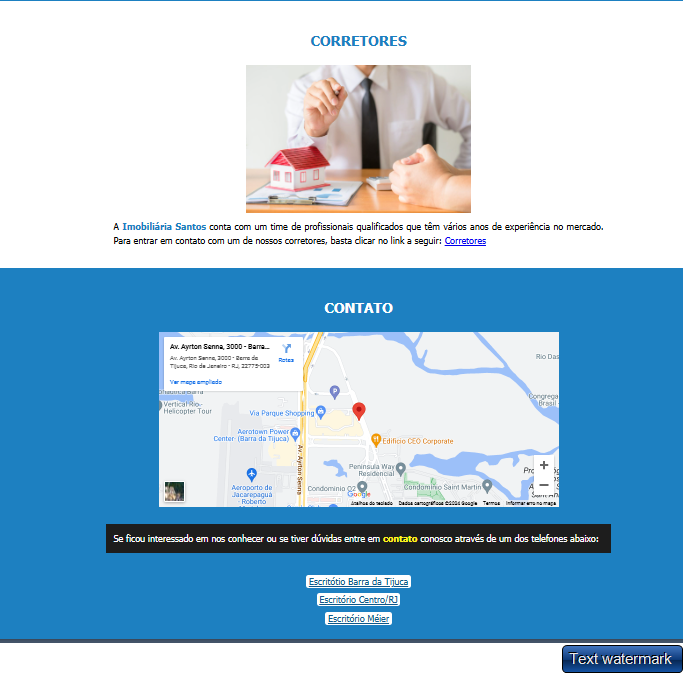 CORRETORES
A Imobiliária Santos conta com um time de profissionais qualificados que têm vários anos de experiência no mercado.
Para entrar em contato com um de nossos corretores, basta clicar no link a seguir: Corretores
CONTATO
Av. Ayrton Senna, 3000 - Barra...
Av. Ayrton Senna, 3000 - Barra da
Tijuca, Rio de Janeiro - RJ, 22775-003
Rotas
Ver mapa ampliado
Rio Das
Vertical Rio-
Helicopter Tour
Congrega
Brasil
Via Parque Shopping
P
Aerotown Power
Center- (Barra da Tijuca)
Edifício CEO Corporate
Av. Ayrton Senna
Peninsula Way
Residencial
Aeroporto de
Jacarepaguá
Roberto
Condominio Q2
Condomínio Saint Martin
+
−
Google
Atalhos do teclado
Dados cartográficos ©2024 Google
Termos
Informar erro no mapa
Se ficou interessado em nos conhecer ou se tiver dúvidas entre em contato conosco através de um dos telefones abaixo:
Escritótio Barra da Tijuca
Escritório Centro/RJ
Escritório Méier
Text watermark